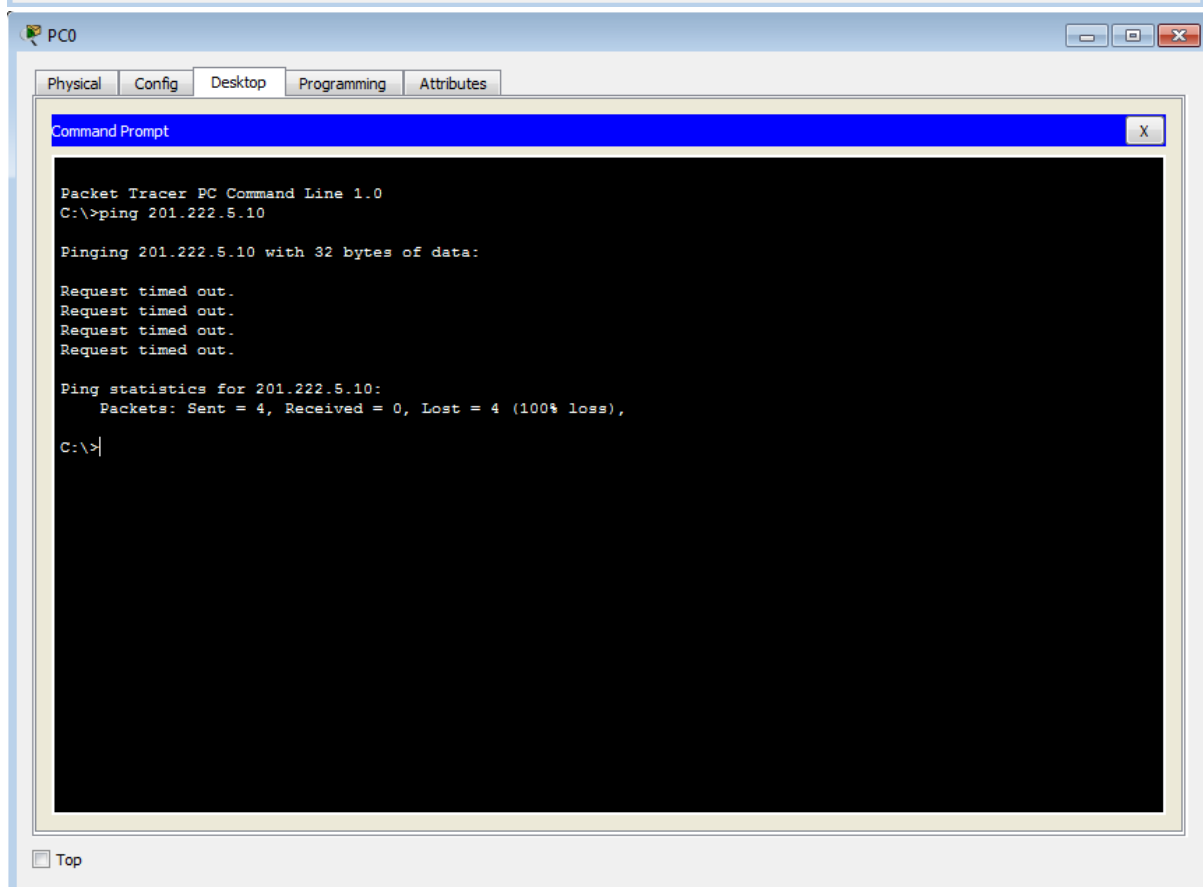 PC0
Physical Config Desktop Programming Attributes
Command Prompt X
Packet Tracer PC Command Line 1.0
C:\>ping 201.222.5.10
Pinging 201.222.5.10 with 32 bytes of data:
Request timed out.
Request timed out.
Request timed out.
Request timed out.
Ping statistics for 201.222.5.10:
Packets: Sent = 4, Received = 0, Lost = 4 (100% loss),
C:\>
Top